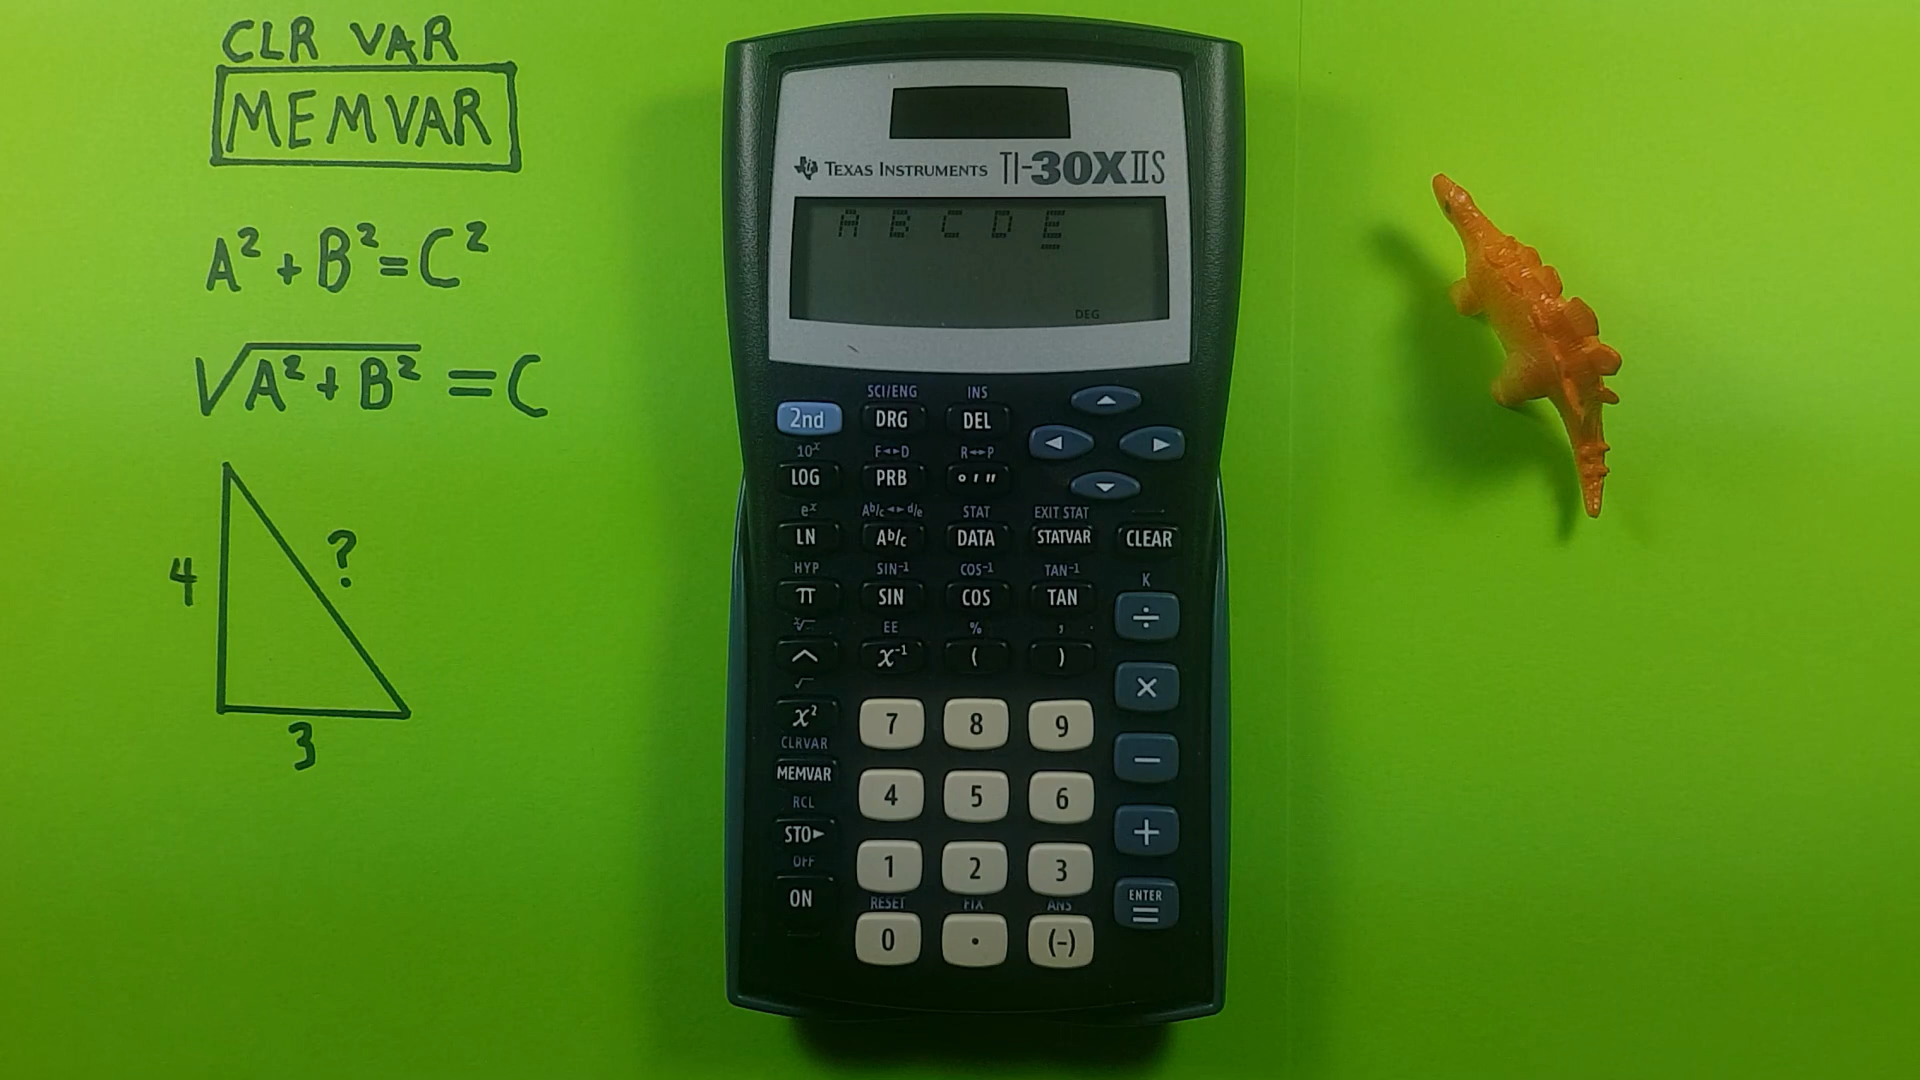 CLR VAR
MEMVAR
A² + B² = C²
√A² + B² = C
4
?
3
TEXAS INSTRUMENTS TI-30X IIS
A B C D E
DEG
SCI/ENG INS
2nd DRG DEL
10ˣ F◄►D R◄►P
LOG PRB ° ' "
eˣ Ab/c◄►d/e STAT EXIT STAT
LN Ab/c DATA STATVAR CLEAR
HYP SIN⁻¹ COS⁻¹ TAN⁻¹ K
π SIN COS TAN ÷
ˣ√ EE % ,
^ x⁻¹ ( )
√ ×
x² 7 8 9
CLRVAR −
MEMVAR 4 5 6
RCL
STO► +
OFF 1 2 3
ON ENTER
RESET FIX ANS =
0 . (−)